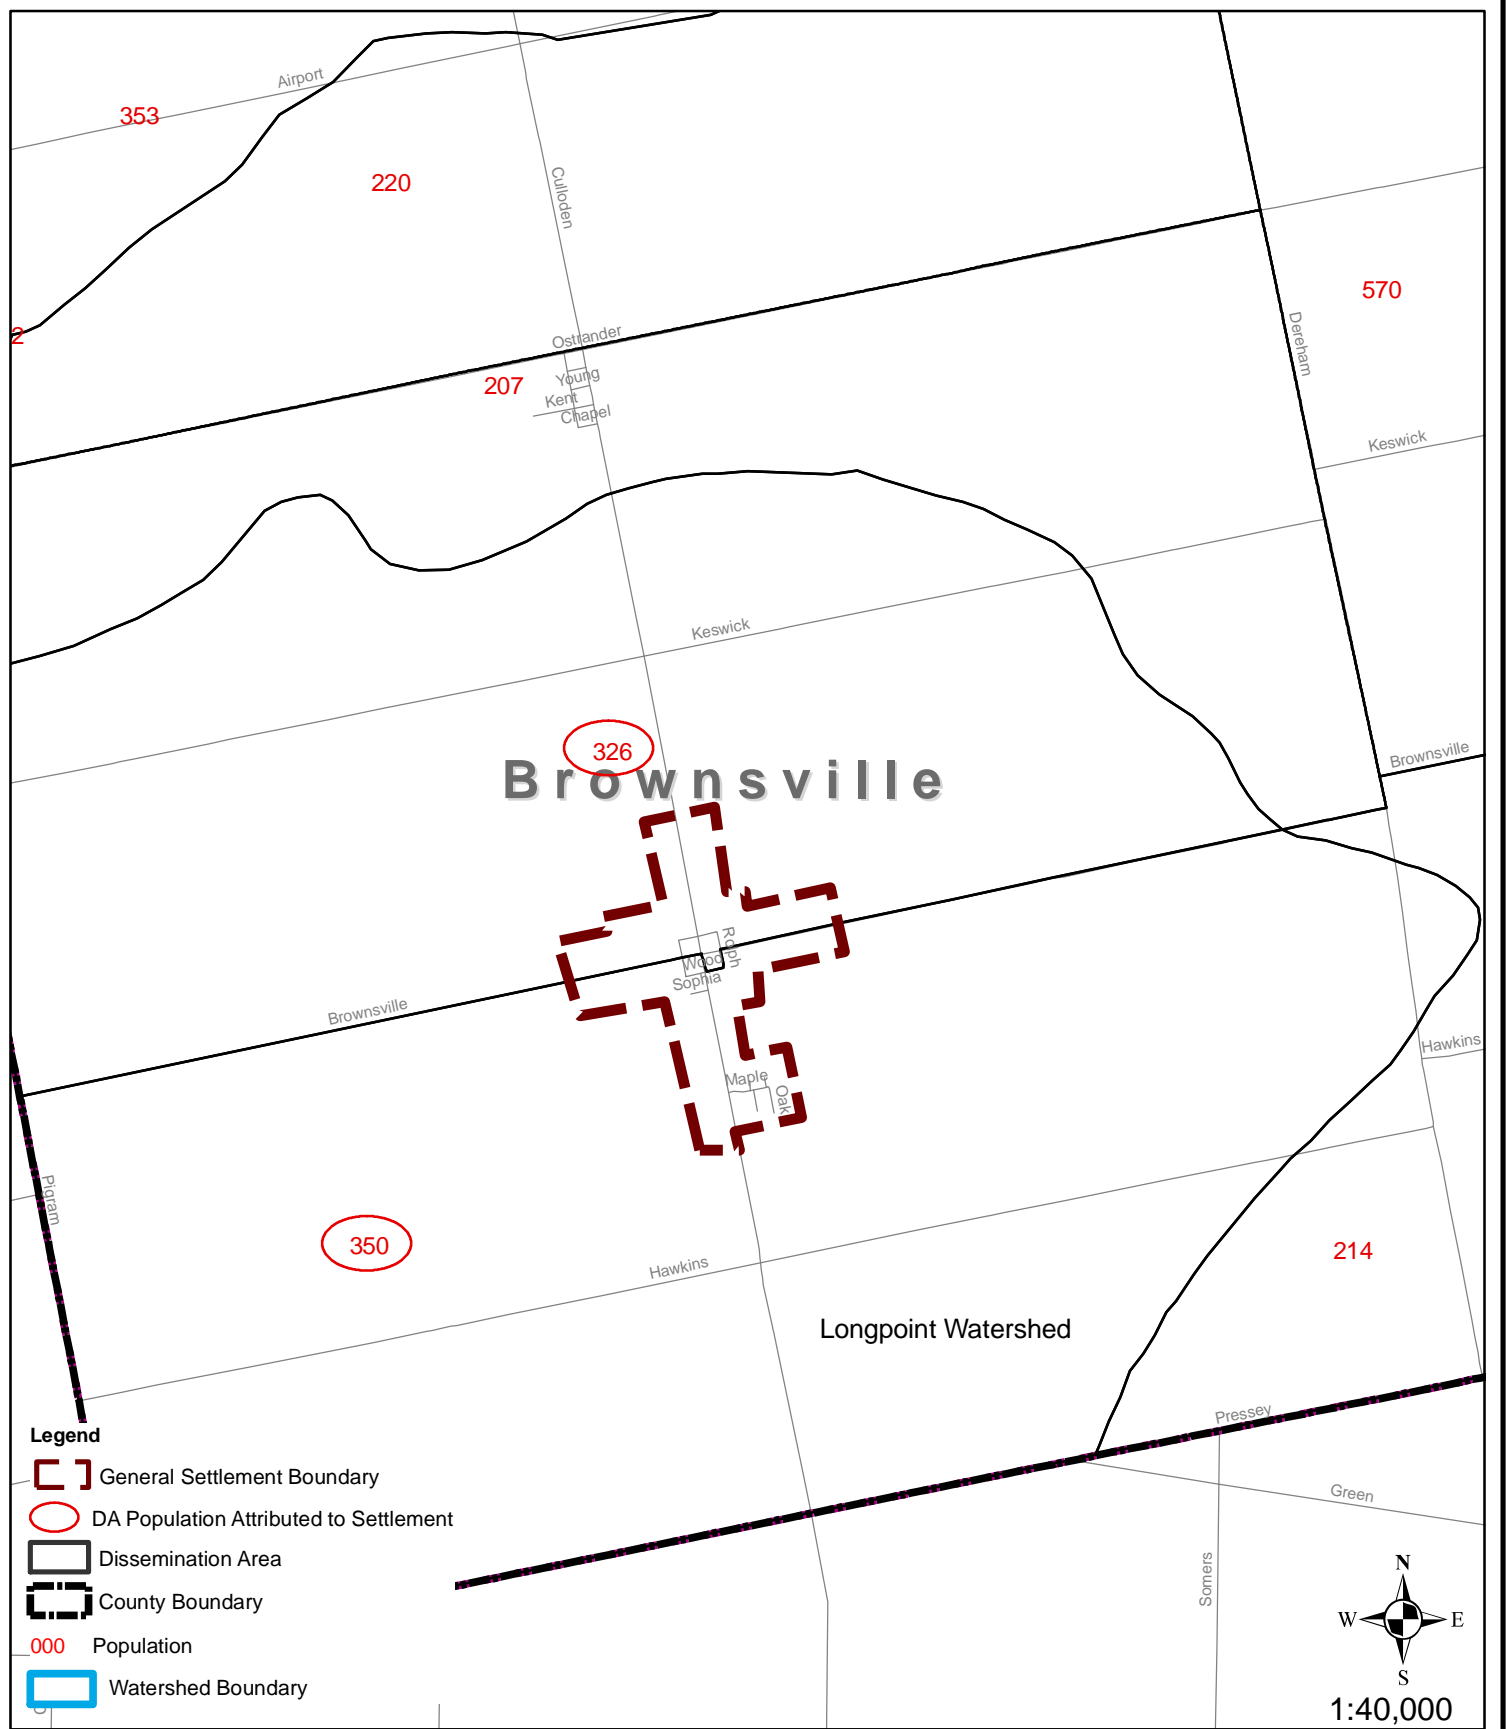 Airport
353
220
Culloden
570
Dereham
2
Ostrander
207
Young
Kent
Chapel
Keswick
Keswick
326
Brownsville
Brownsville
Rolph
Wood
Sophia
Brownsville
Hawkins
Maple
Oak
Pigram
350
214
Hawkins
Longpoint Watershed
Pressey
Green
Somers
Legend
General Settlement Boundary
DA Population Attributed to Settlement
Dissemination Area
County Boundary
000 Population
Watershed Boundary
N
W E
S
1:40,000